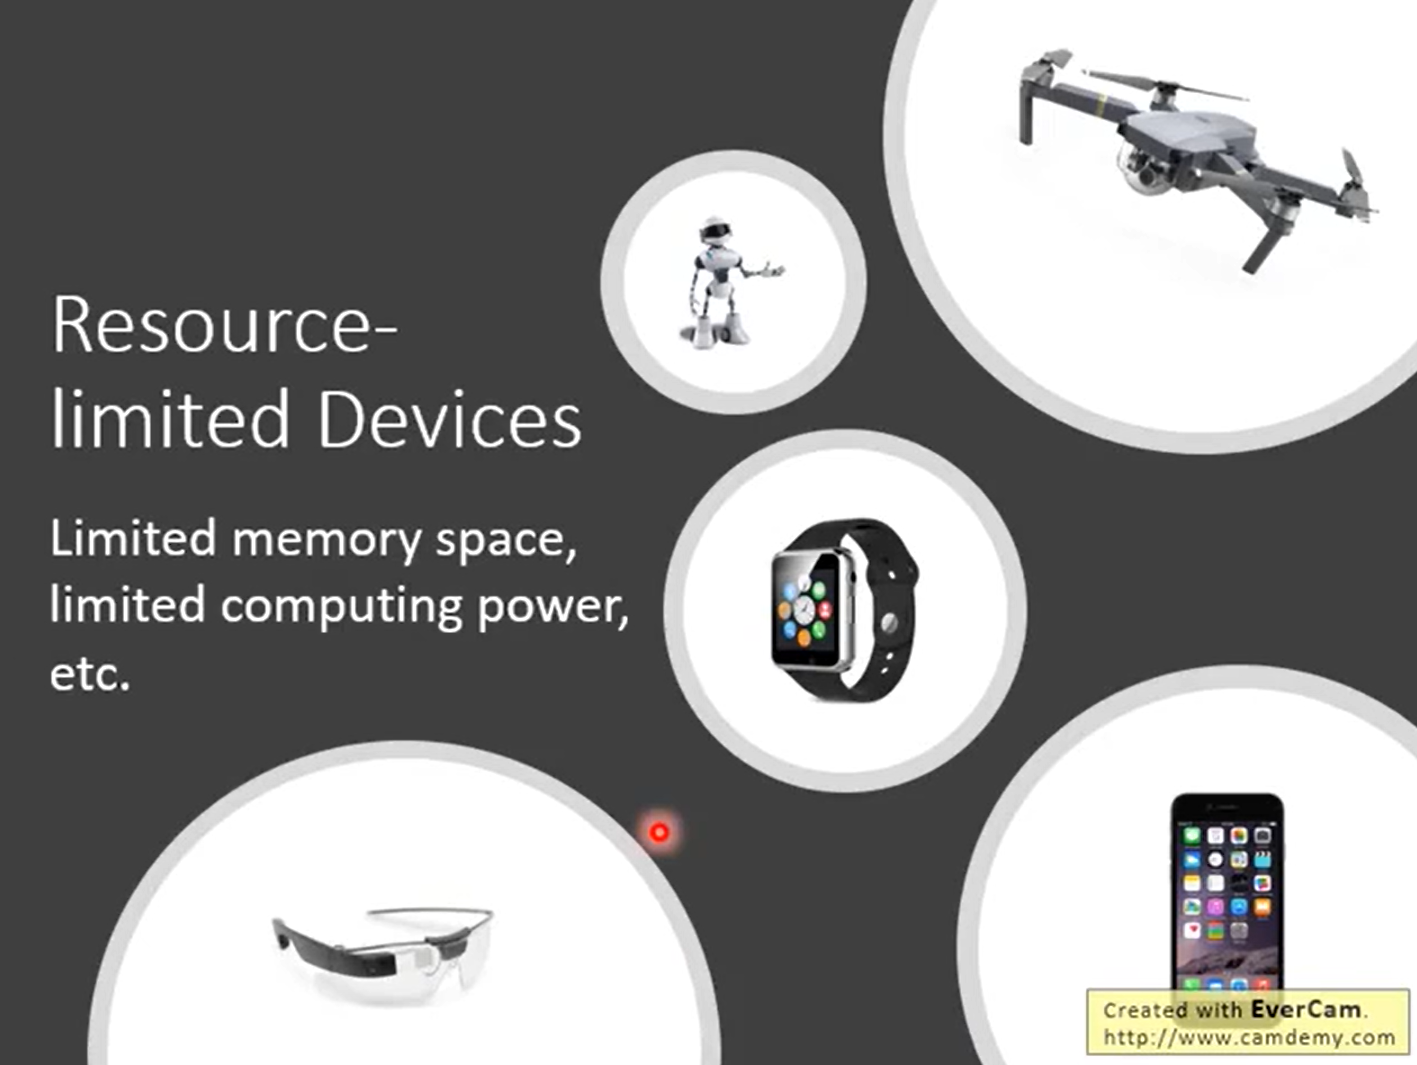 Resource-
limited Devices
Limited memory space,
limited computing power,
etc.
Created with EverCam.
http://www.camdemy.com